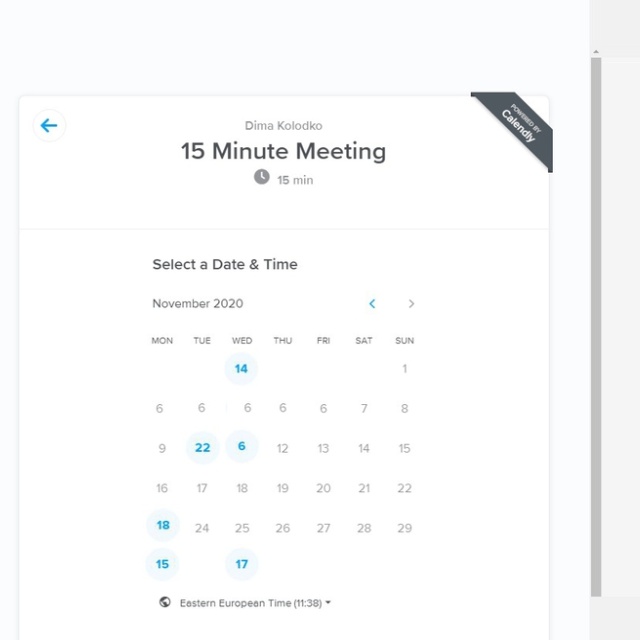 POWERED BY
Calendly
Dima Kolodko
15 Minute Meeting
15 min
Select a Date & Time
November 2020
MON TUE WED THU FRI SAT SUN
14 1
6 6 6 6 6 7 8
9 22 6 12 13 14 15
16 17 18 19 20 21 22
18 24 25 26 27 28 29
15 17
Eastern European Time (11:38)